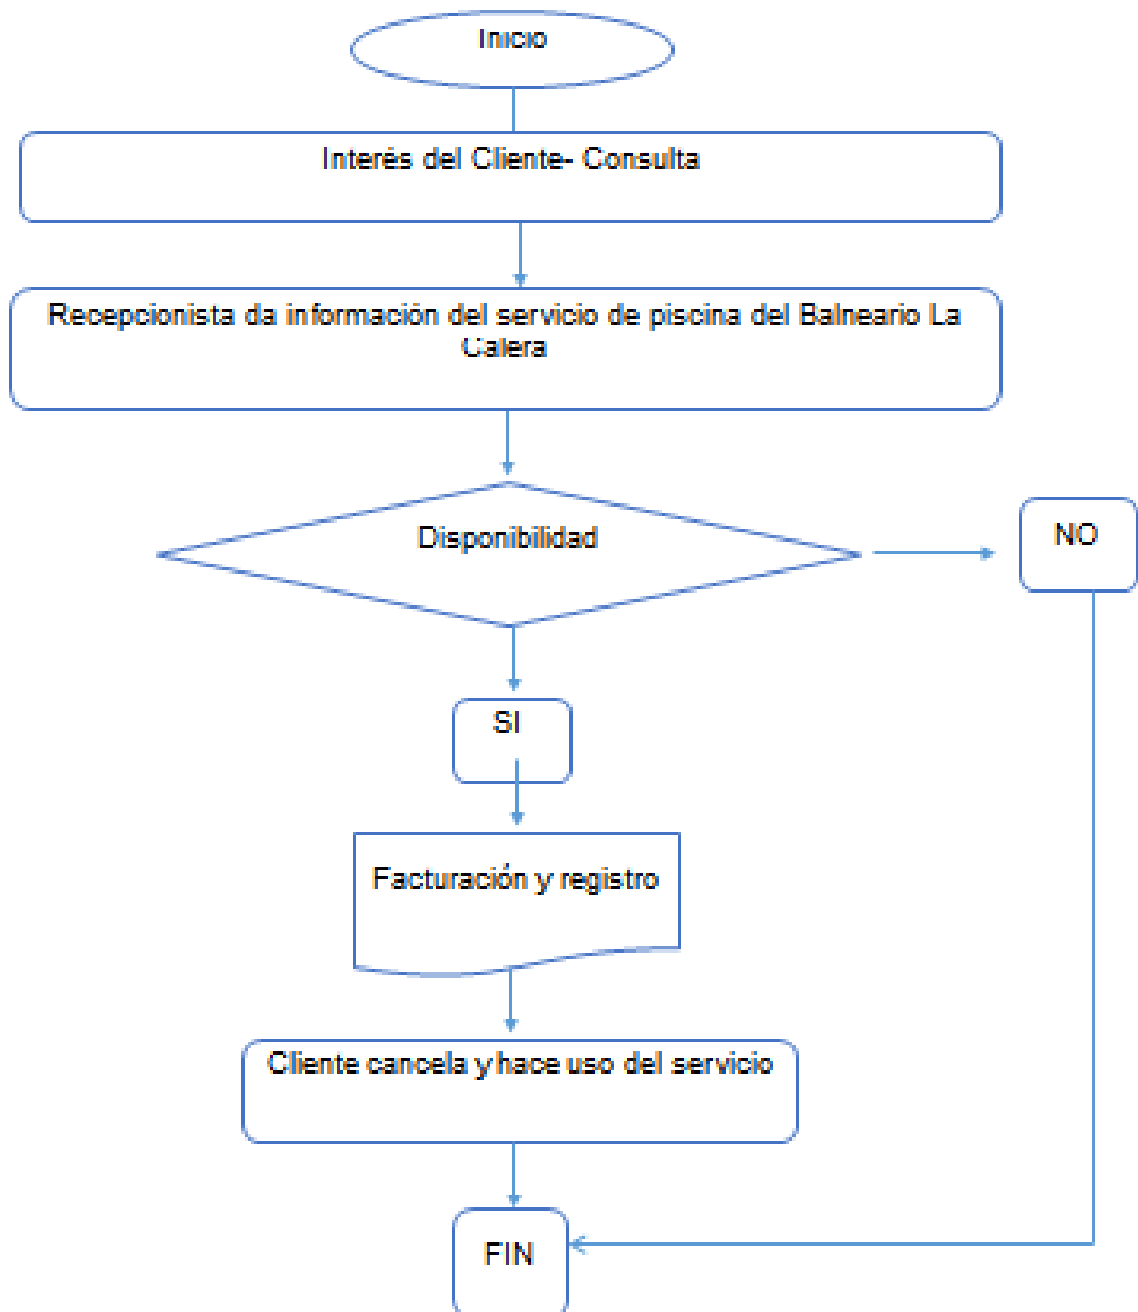 Inicio
Interés del Cliente- Consulta
Recepcionista da información del servicio de piscina del Balneario La
Calera
Disponibilidad
NO
SI
Facturación y registro
Cliente cancela y hace uso del servicio
FIN